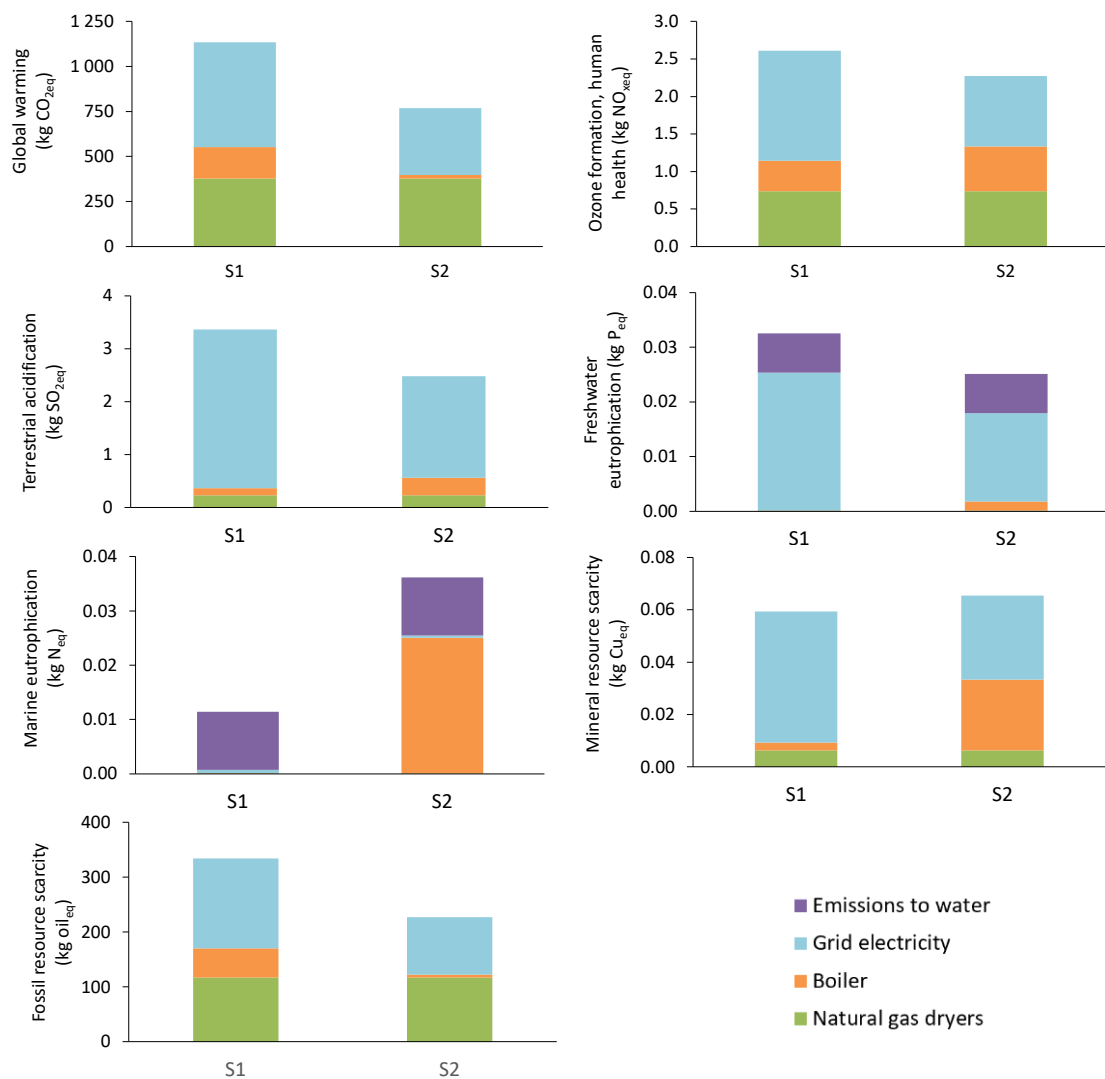 Global warming
(kg CO2eq)
1 250
1 000
750
500
250
0
S1 S2
Ozone formation, human
health (kg NOxeq)
3.0
2.5
2.0
1.5
1.0
0.5
0.0
S1 S2
Terrestrial acidification
(kg SO2eq)
4
3
2
1
0
S1 S2
Freshwater
eutrophication (kg Peq)
0.04
0.03
0.02
0.01
0.00
S1 S2
Marine eutrophication
(kg Neq)
0.04
0.03
0.02
0.01
0.00
S1 S2
Mineral resource scarcity
(kg Cueq)
0.08
0.06
0.04
0.02
0.00
S1 S2
Fossil resource scarcity
(kg oileq)
400
300
200
100
0
S1 S2
Emissions to water
Grid electricity
Boiler
Natural gas dryers